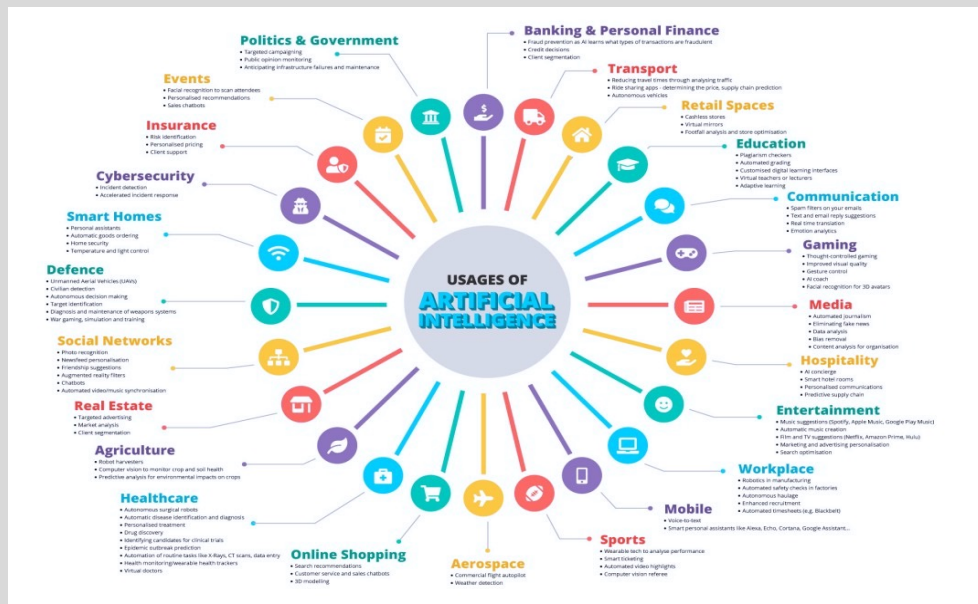 USAGES OF
ARTIFICIAL
INTELLIGENCE
Banking & Personal Finance
• Fraud prevention as AI learns what types of transactions are fraudulent
• Credit decisions
• Client segmentation
Transport
• Reducing travel times through analysing traffic
• Ride sharing apps - determining the price, supply chain prediction
• Autonomous vehicles
Retail Spaces
• Cashless stores
• Virtual mirrors
• Footfall analysis and store optimisation
Education
• Plagiarism checkers
• Automated grading
• Customised digital learning interfaces
• Virtual teachers or lecturers
• Adaptive learning
Communication
• Spam filters on your emails
• Text and email reply suggestions
• Real time translation
• Emotion analytics
Gaming
• Thought-controlled gaming
• Improved visual quality
• Gesture control
• AI coach
• Facial recognition for 3D avatars
Media
• Automated journalism
• Eliminating fake news
• Data analysis
• Bias removal
• Content analysis for organisation
Hospitality
• AI concierge
• Smart hotel rooms
• Personalised communications
• Predictive supply chain
Entertainment
• Music suggestions (Spotify, Apple Music, Google Play Music)
• Automatic music creation
• Film and TV suggestions (Netflix, Amazon Prime, Hulu)
• Marketing and advertising personalisation
• Search optimisation
Workplace
• Robotics in manufacturing
• Automated safety checks in factories
• Autonomous haulage
• Enhanced recruitment
• Automated timesheets (e.g. Blackbelt)
Mobile
• Voice-to-text
• Smart personal assistants like Alexa, Echo, Cortana, Google Assistant...
Sports
• Wearable tech to analyse performance
• Smart ticketing
• Automated video highlights
• Computer vision referee
Aerospace
• Commercial flight autopilot
• Weather detection
Online Shopping
• Search recommendations
• Customer service and sales chatbots
• 3D modelling
Healthcare
• Autonomous surgical robots
• Automatic disease identification and diagnosis
• Personalised treatment
• Drug discovery
• Identifying candidates for clinical trials
• Epidemic outbreak prediction
• Automation of routine tasks like X-Rays, CT scans, data entry
• Health monitoring/wearable health trackers
• Virtual doctors
Agriculture
• Robot harvesters
• Computer vision to monitor crop and soil health
• Predictive analysis for environmental impacts on crops
Real Estate
• Targeted advertising
• Market analysis
• Client segmentation
Social Networks
• Photo recognition
• Newsfeed personalisation
• Friendship suggestions
• Augmented reality filters
• Chatbots
• Automated video/music synchronisation
Defence
• Unmanned Aerial Vehicles (UAVs)
• Civilian detection
• Autonomous decision making
• Target identification
• Diagnosis and maintenance of weapons systems
• War gaming, simulation and training
Smart Homes
• Personal assistants
• Automatic goods ordering
• Home security
• Temperature and light control
Cybersecurity
• Incident detection
• Accelerated incident response
Insurance
• Risk identification
• Personalised pricing
• Client support
Events
• Facial recognition to scan attendees
• Personalised recommendations
• Sales chatbots
Politics & Government
• Targeted campaigning
• Public opinion monitoring
• Anticipating infrastructure failures and maintenance
$